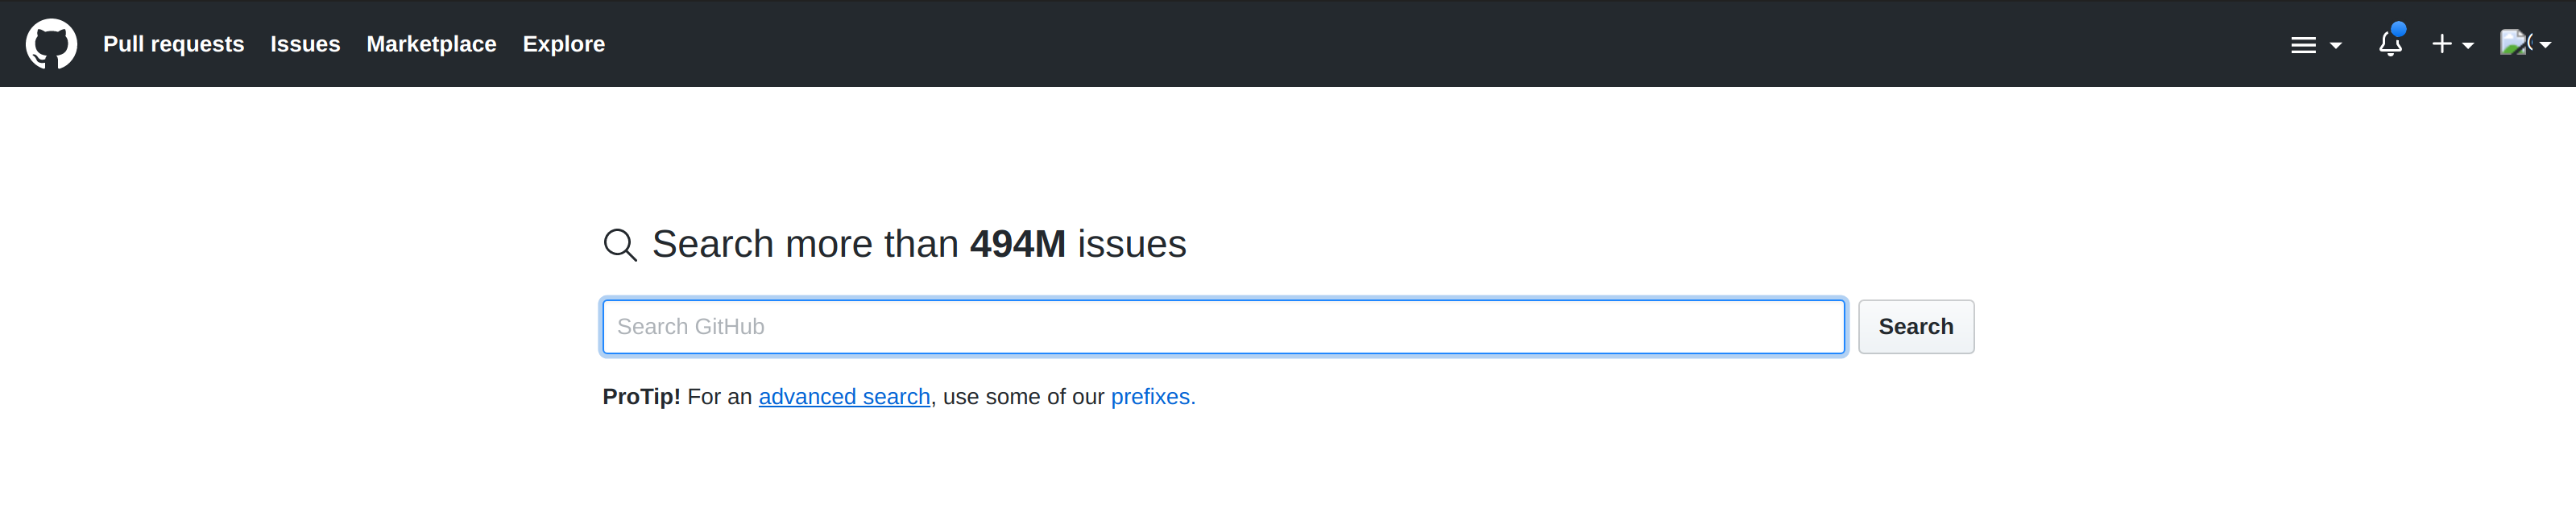 Pull requests Issues Marketplace Explore
Search more than 494M issues
Search GitHub
Search
ProTip! For an advanced search, use some of our prefixes.